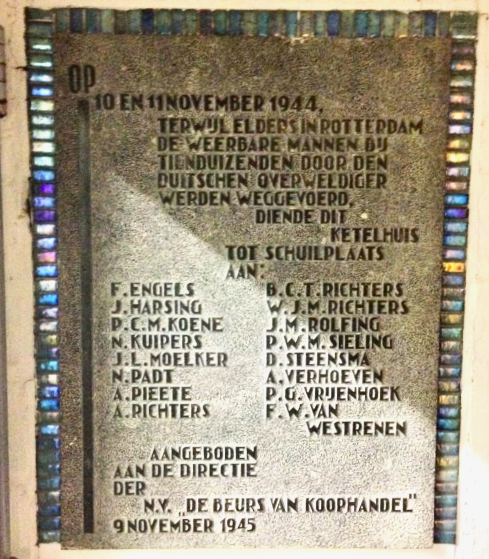 OP
10 EN 11 NOVEMBER 1944,
TERWIJL ELDERS IN ROTTERDAM
DE WEERBARE MANNEN BIJ
TIENDUIZENDEN DOOR DEN
DUITSCHEN OVERWELDIGER
WERDEN WEGGEVOERD,
DIENDE DIT
KETELHUIS
TOT SCHUILPLAATS
AAN:
F. ENGELS B.C.T. RICHTERS
J. HARSING W.J.M. RICHTERS
P.C.M. KOENE J.M. ROLFING
N. KUIPERS P.W.M. SIELING
J.L. MOELKER D. STEENSMA
N. PADT A. VERHOEVEN
A. PIEETE P.G. VRIJENHOEK
A. RICHTERS F.W. VAN
WESTRENEN
AANGEBODEN
AAN DE DIRECTIE
DER
N.V. „DE BEURS VAN KOOPHANDEL"
9 NOVEMBER 1945